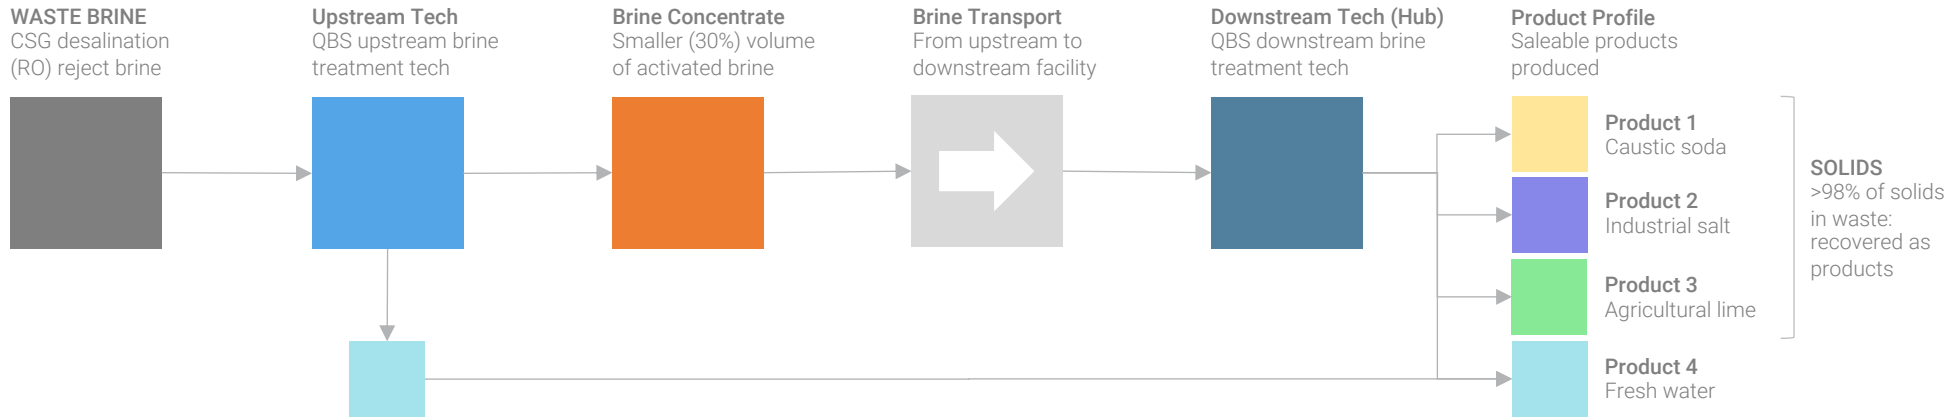 WASTE BRINE
CSG desalination
(RO) reject brine
Upstream Tech
QBS upstream brine
treatment tech
Brine Concentrate
Smaller (30%) volume
of activated brine
Brine Transport
From upstream to
downstream facility
Downstream Tech (Hub)
QBS downstream brine
treatment tech
Product Profile
Saleable products
produced
Product 1
Caustic soda
Product 2
Industrial salt
Product 3
Agricultural lime
SOLIDS
>98% of solids
in waste:
recovered as
products
Product 4
Fresh water